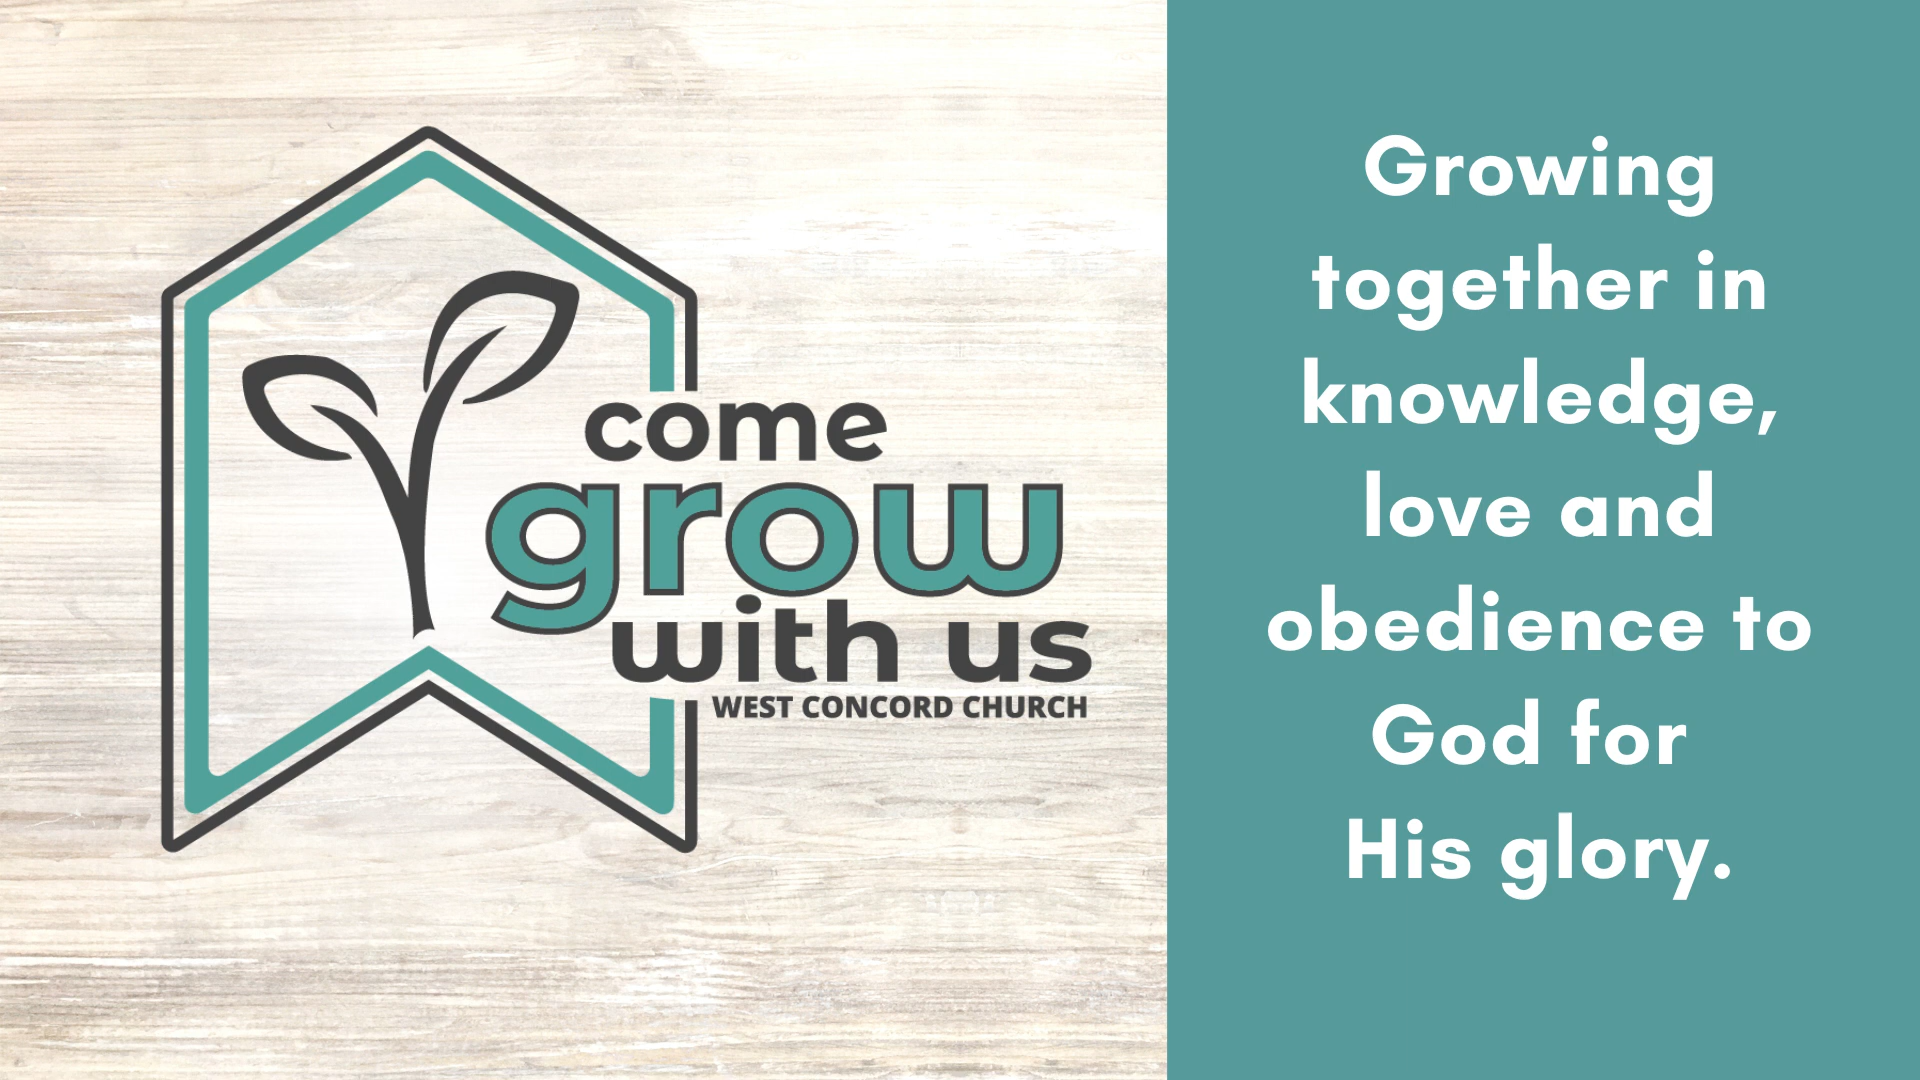 come
grow
with us
WEST CONCORD CHURCH
Growing
together in
knowledge,
love and
obedience to
God for
His glory.